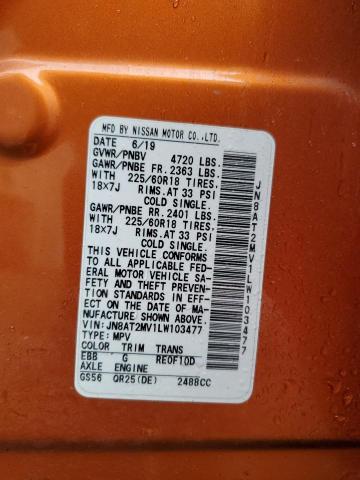 MFD BY NISSAN MOTOR CO.,LTD.
DATE 6/19
GVWR/PNBV 4720 LBS.
GAWR/PNBE FR. 2363 LBS.
WITH 225/60R18 TIRES,
18×7J RIMS.AT 33 PSI
COLD SINGLE.
GAWR/PNBE RR. 2401 LBS.
WITH 225/60R18 TIRES,
18×7J RIMS.AT 33 PSI
COLD SINGLE.
THIS VEHICLE CONFORMS
TO ALL APPLICABLE FED-
ERAL MOTOR VEHICLE SA-
FETY AND THEFT PREVEN-
TION STANDARDS IN EFF-
ECT ON THE DATE OF MA-
NUFACTURE SHOWN ABOVE.
VIN: JN8AT2MV1LW103477
TYPE: MPV
COLOR TRIM TRANS
EBB G RE0F10D
AXLE ENGINE
GS56 QR25(DE) 2488CC
JN8AT2MV1LW103477